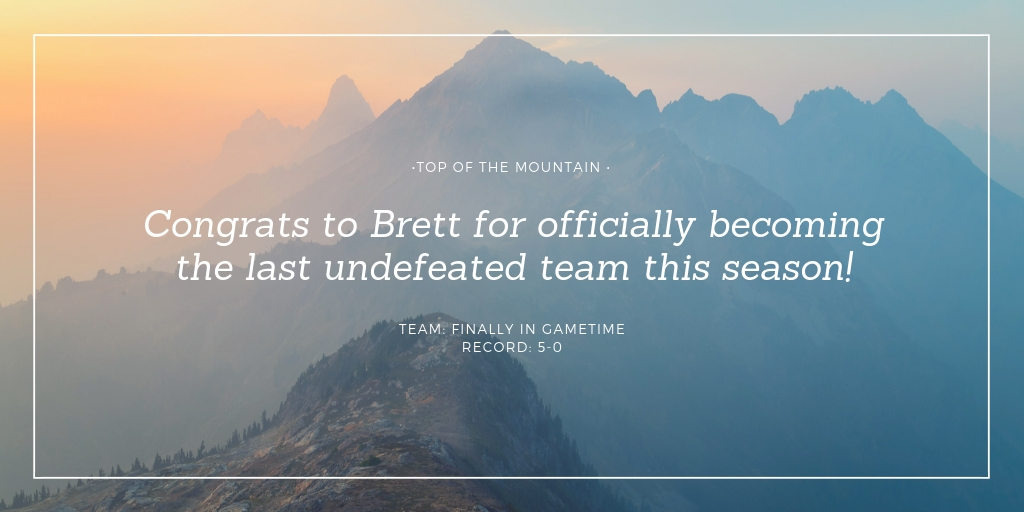 ·TOP OF THE MOUNTAIN ·
Congrats to Brett for officially becoming
the last undefeated team this season!
TEAM: FINALLY IN GAMETIME
RECORD: 5-0